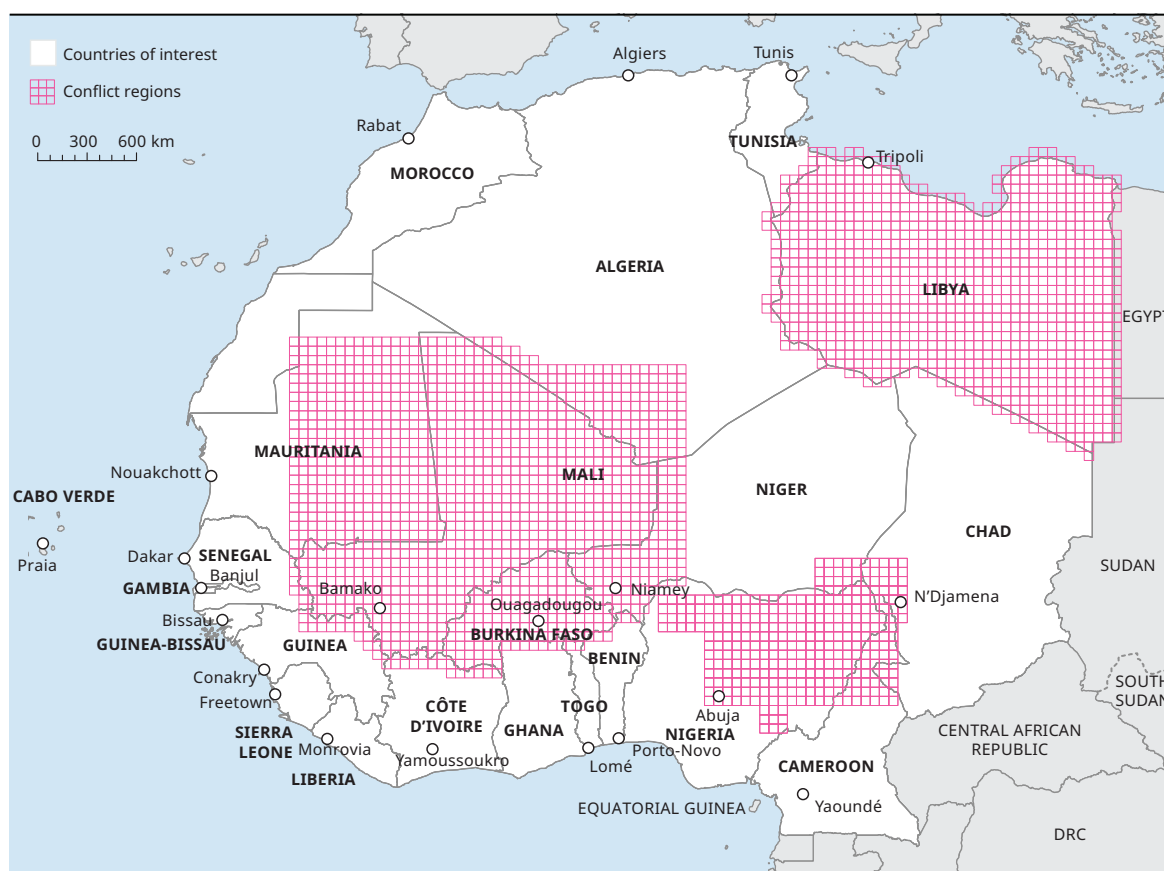 Countries of interest
Conflict regions
0 300 600 km
Algiers
Tunis
Rabat
MOROCCO
TUNISIA
Tripoli
ALGERIA
LIBYA
EGYPT
MAURITANIA
Nouakchott
MALI
NIGER
CHAD
CABO VERDE
Praia
Dakar
SENEGAL
Banjul
GAMBIA
Bissau
GUINEA-BISSAU
Bamako
Ouagadougou
Niamey
N'Djamena
SUDAN
GUINEA
BURKINA FASO
BENIN
Conakry
Freetown
SIERRA
LEONE
Monrovia
LIBERIA
CÔTE
D'IVOIRE
Yamoussoukro
GHANA
TOGO
Lomé
Porto-Novo
Abuja
NIGERIA
SOUTH
SUDAN
CENTRAL AFRICAN
REPUBLIC
CAMEROON
Yaoundé
EQUATORIAL GUINEA
DRC